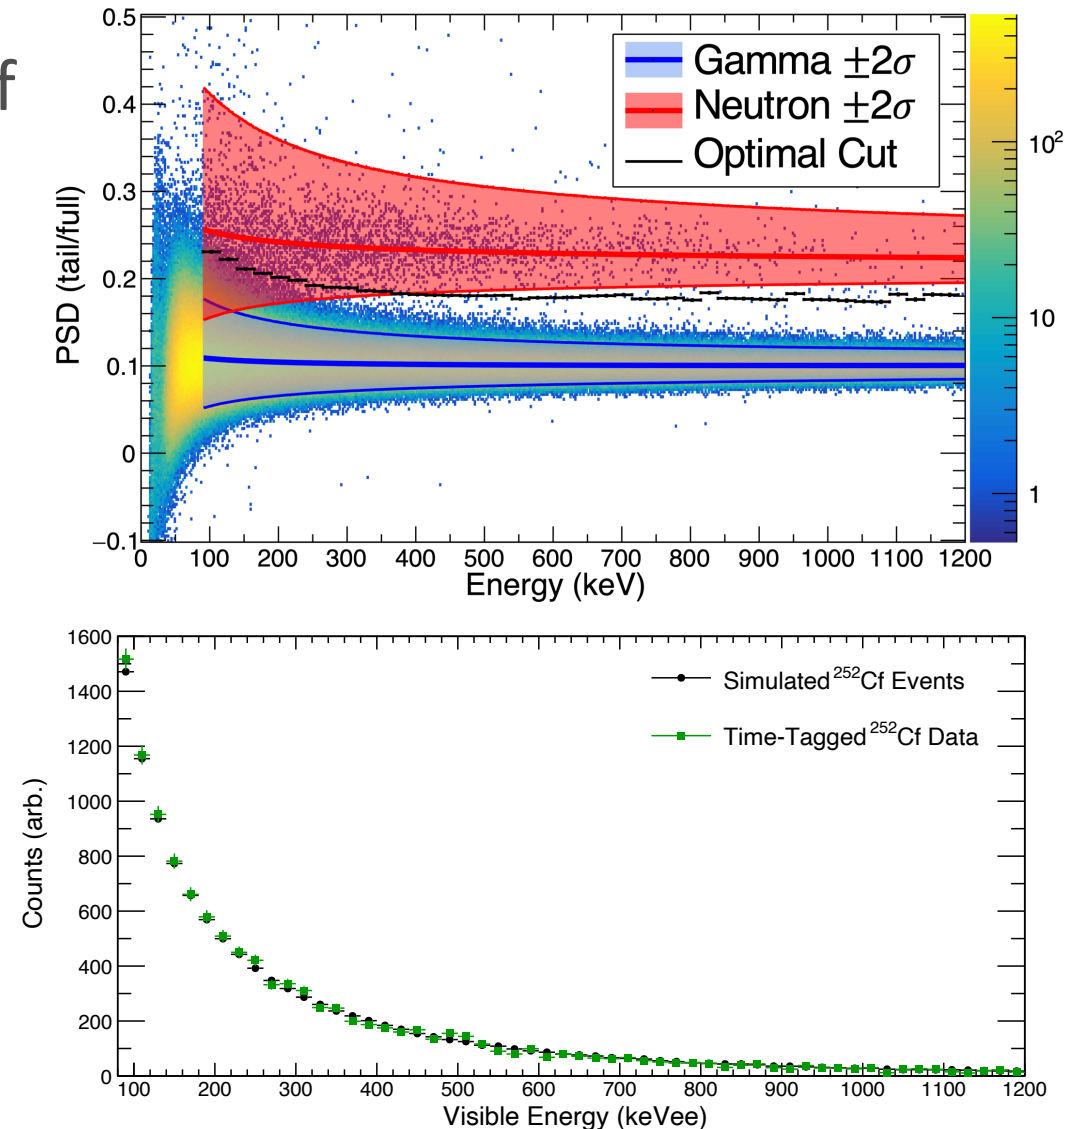 f
0.5
0.4
0.3
0.2
0.1
0
−0.1
PSD (tail/full)
Gamma ±2σ
Neutron ±2σ
Optimal Cut
10²
10
1
0 100 200 300 400 500 600 700 800 900 1000 1100 1200
Energy (keV)
1600
1400
1200
1000
800
600
400
200
0
Counts (arb.)
Simulated ²⁵²Cf Events
Time-Tagged ²⁵²Cf Data
100 200 300 400 500 600 700 800 900 1000 1100 1200
Visible Energy (keVee)